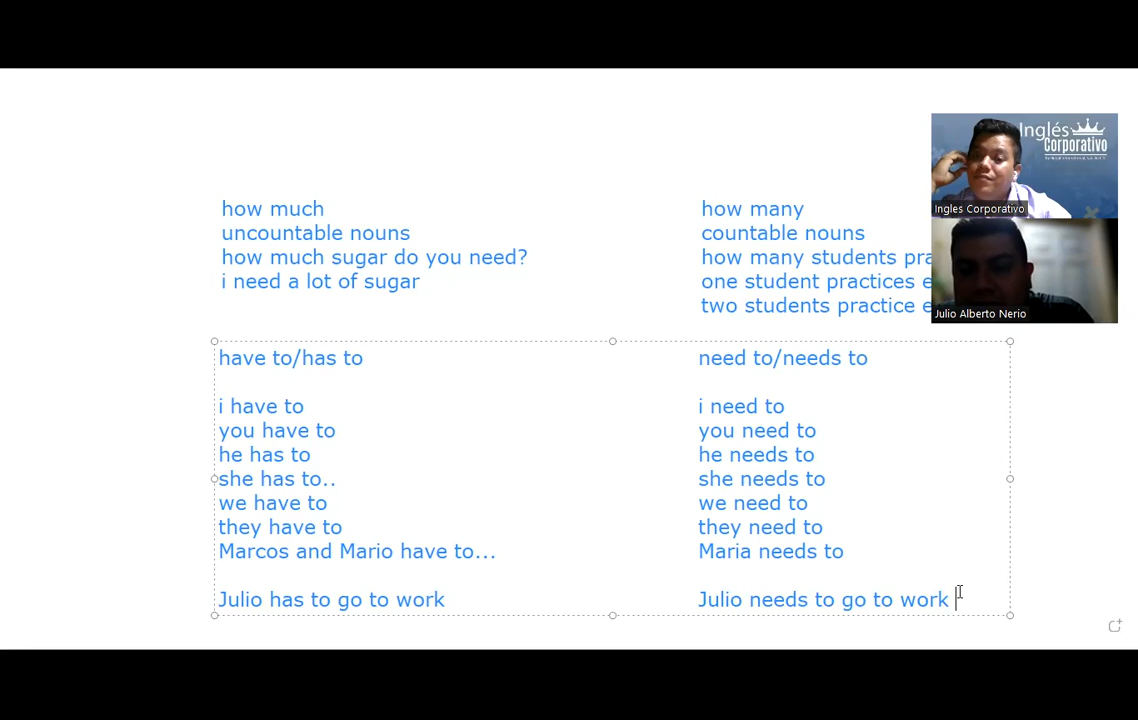 how much
uncountable nouns
how much sugar do you need?
i need a lot of sugar
how many
countable nouns
how many students
one student practices
two students practice
have to/has to
i have to
you have to
he has to
she has to..
we have to
they have to
Marcos and Mario have to...
Julio has to go to work
need to/needs to
i need to
you need to
he needs to
she needs to
we need to
they need to
Maria needs to
Julio needs to go to work
Inglés
Corporativo
Ingles Corporativo
Julio Alberto Nerio